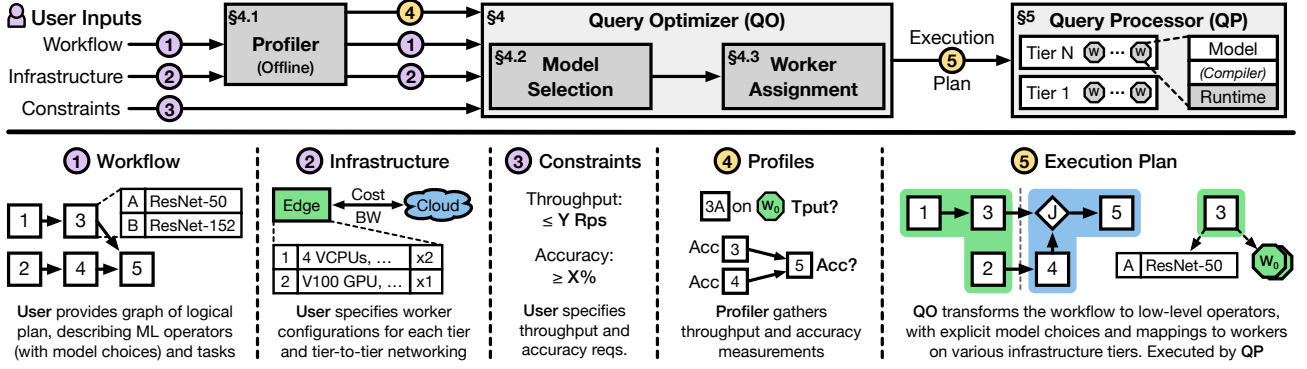 User Inputs
Workflow
Infrastructure
Constraints
1
2
3
§4.1
Profiler
(Offline)
4
1
2
§4
Query Optimizer (QO)
§4.2
Model
Selection
§4.3
Worker
Assignment
Execution
5
Plan
§5
Query Processor (QP)
Tier N W ... W
Tier 1 W ... W
Model
(Compiler)
Runtime
1 Workflow
1 3
2 4 5
A ResNet-50
B ResNet-152
User provides graph of logical
plan, describing ML operators
(with model choices) and tasks
2 Infrastructure
Edge Cost Cloud
BW
1 4 VCPUs, ... x2
2 V100 GPU, ... x1
User specifies worker
configurations for each tier
and tier-to-tier networking
3 Constraints
Throughput:
≤ Y Rps
Accuracy:
≥ X%
User specifies
throughput and
accuracy reqs.
4 Profiles
3A on W0 Tput?
Acc 3
5 Acc?
Acc 4
Profiler gathers
throughput and accuracy
measurements
5 Execution Plan
1 3 J 5
2 4
3
A ResNet-50
W0
QO transforms the workflow to low-level operators,
with explicit model choices and mappings to workers
on various infrastructure tiers. Executed by QP